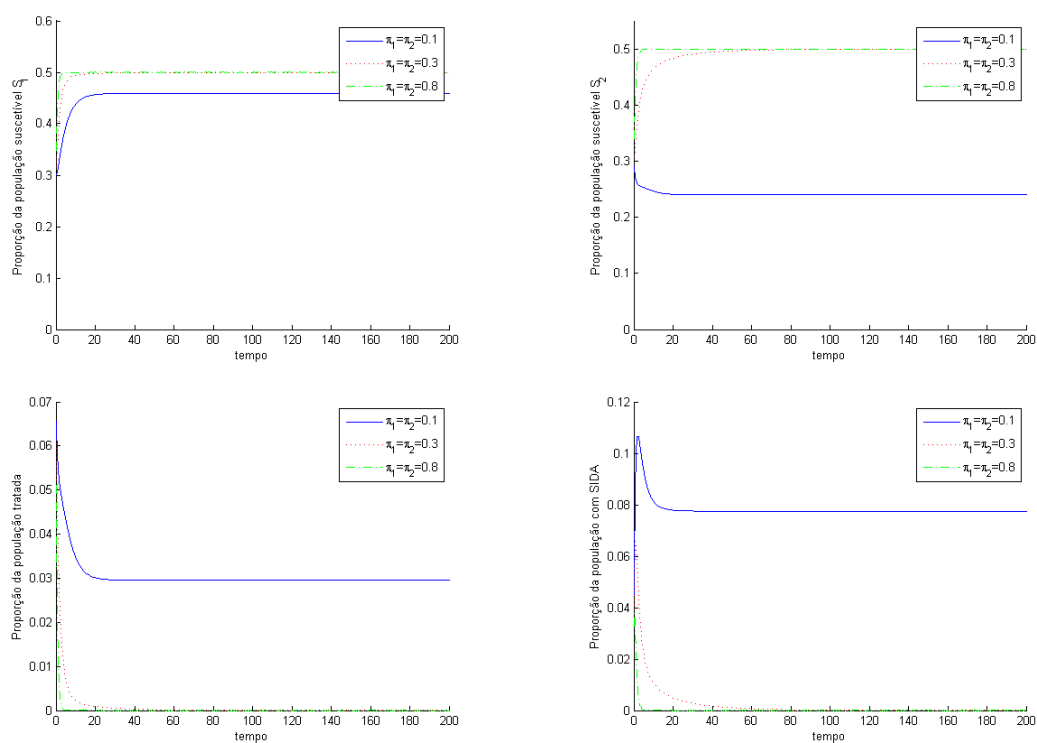 Proporção da população suscetível S1
0.6
0.5
0.4
0.3
0.2
0.1
0
π1=π2=0.1
π1=π2=0.3
π1=π2=0.8
0 20 40 60 80 100 120 140 160 180 200
tempo
Proporção da população suscetível S2
0.5
0.4
0.3
0.2
0.1
0
π1=π2=0.1
π1=π2=0.3
π1=π2=0.8
0 20 40 60 80 100 120 140 160 180 200
tempo
Proporção da população tratada
0.07
0.06
0.05
0.04
0.03
0.02
0.01
0
π1=π2=0.1
π1=π2=0.3
π1=π2=0.8
0 20 40 60 80 100 120 140 160 180 200
tempo
Proporção da população com SIDA
0.12
0.10
0.08
0.06
0.04
0.02
0
π1=π2=0.1
π1=π2=0.3
π1=π2=0.8
0 20 40 60 80 100 120 140 160 180 200
tempo